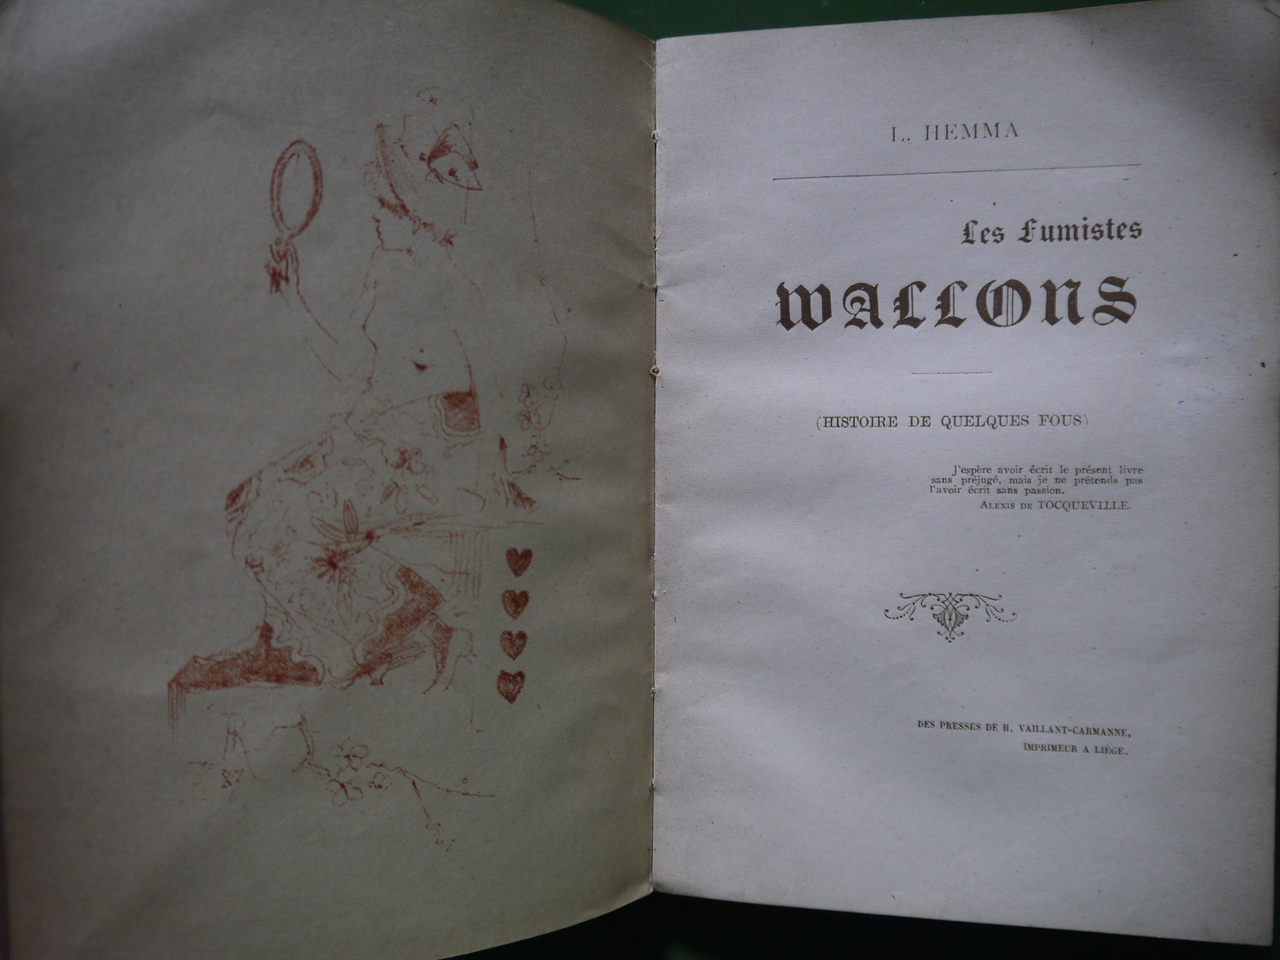 L. HEMMA
Les Fumistes
WALLONS
(HISTOIRE DE QUELQUES FOUS)
J'espère avoir écrit le présent livre
sans préjugé, mais je ne prétends pas
l'avoir écrit sans passion.
ALEXIS DE TOCQUEVILLE.
DES PRESSES DE H. VAILLANT-CARMANNE,
IMPRIMEUR A LIÉGE.